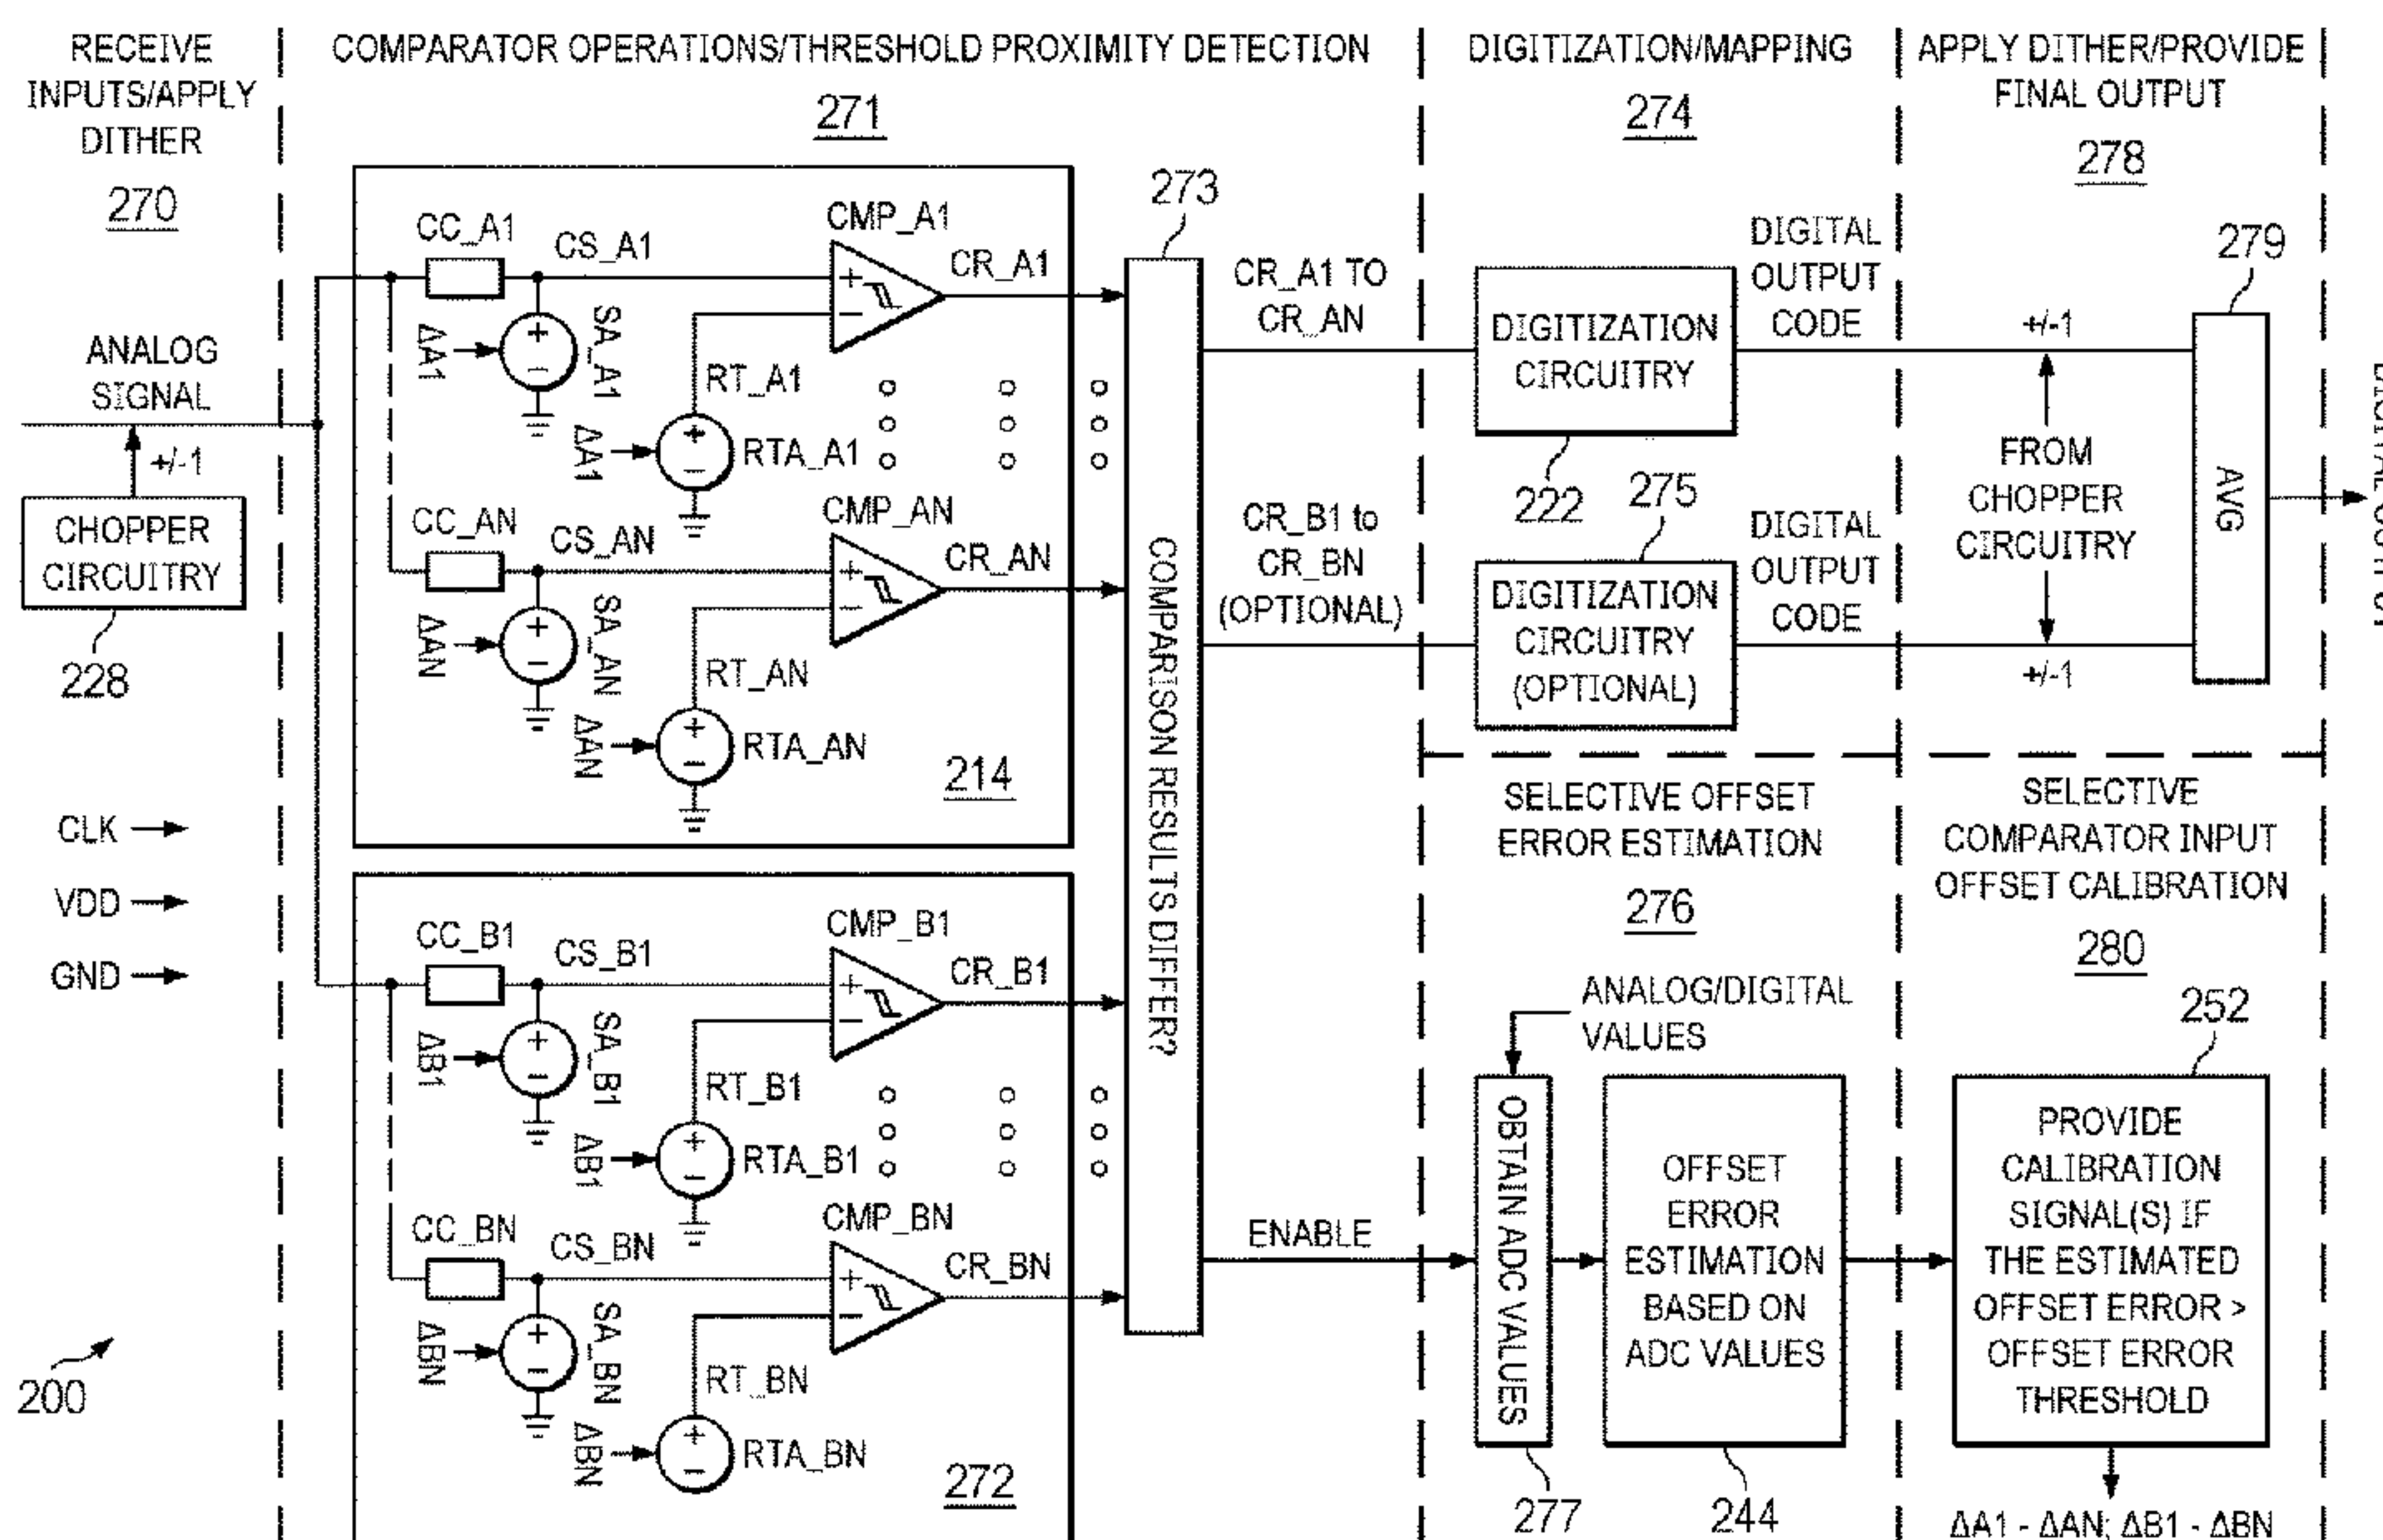 RECEIVE
INPUTS/APPLY
DITHER
270
ANALOG
SIGNAL
+/-1
CHOPPER
CIRCUITRY
228
CLK
VDD
GND
200
COMPARATOR OPERATIONS/THRESHOLD PROXIMITY DETECTION
271
CC_A1
CS_A1
CMP_A1
CR_A1
+
−
ΔA1
+
−
SA_A1
RT_A1
ΔA1
+
−
RTA_A1
CC_AN
CS_AN
CMP_AN
CR_AN
+
−
ΔAN
+
−
SA_AN
RT_AN
ΔAN
+
−
RTA_AN
214
CC_B1
CS_B1
CMP_B1
CR_B1
+
−
ΔB1
+
−
SA_B1
RT_B1
ΔB1
+
−
RTA_B1
CC_BN
CS_BN
CMP_BN
CR_BN
+
−
ΔBN
+
−
SA_BN
RT_BN
ΔBN
+
−
RTA_BN
272
273
COMPARISON RESULTS DIFFER?
CR_A1 TO
CR_AN
CR_B1 to
CR_BN
(OPTIONAL)
ENABLE
DIGITIZATION/MAPPING
274
DIGITIZATION
CIRCUITRY
222
DIGITAL
OUTPUT
CODE
275
DIGITIZATION
CIRCUITRY
(OPTIONAL)
DIGITAL
OUTPUT
CODE
APPLY DITHER/PROVIDE
FINAL OUTPUT
278
+/-1
FROM
CHOPPER
CIRCUITRY
+/-1
279
AVG
SELECTIVE OFFSET
ERROR ESTIMATION
276
ANALOG/DIGITAL
VALUES
OBTAIN ADC VALUES
277
OFFSET
ERROR
ESTIMATION
BASED ON
ADC VALUES
244
SELECTIVE
COMPARATOR INPUT
OFFSET CALIBRATION
280
252
PROVIDE
CALIBRATION
SIGNAL(S) IF
THE ESTIMATED
OFFSET ERROR >
OFFSET ERROR
THRESHOLD
ΔA1 - ΔAN; ΔB1 - ΔBN